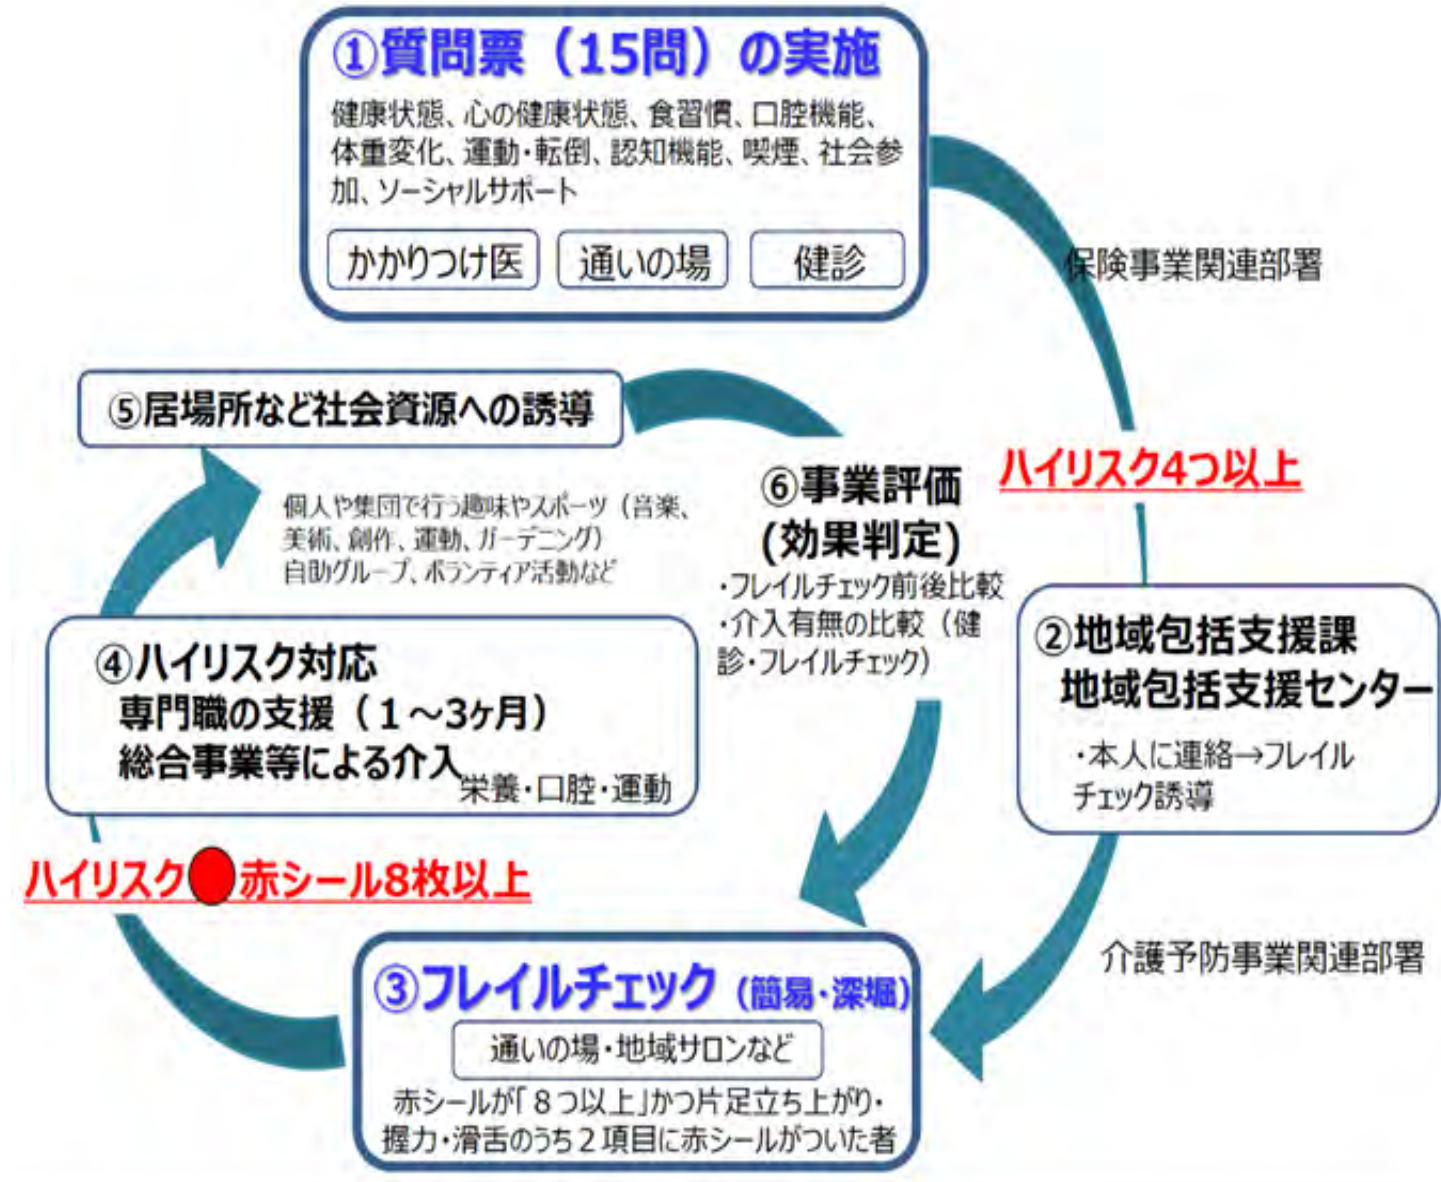 ①質問票（15問）の実施
健康状態、心の健康状態、食習慣、口腔機能、
体重変化、運動・転倒、認知機能、喫煙、社会参
加、ソーシャルサポート
かかりつけ医
通いの場
健診
保険事業関連部署
ハイリスク4つ以上
②地域包括支援課
地域包括支援センター
・本人に連絡→フレイル
チェック誘導
介護予防事業関連部署
③フレイルチェック（簡易・深堀）
通いの場・地域サロンなど
赤シールが「８つ以上」かつ片足立ち上がり・
握力・滑舌のうち２項目に赤シールがついた者
ハイリスク 赤シール8枚以上
④ハイリスク対応
専門職の支援（１～3ヶ月）
総合事業等による介入
栄養・口腔・運動
⑤居場所など社会資源への誘導
個人や集団で行う趣味やスポーツ（音楽、
美術、創作、運動、ガーデニング）
自助グループ、ボランティア活動など
⑥事業評価
(効果判定)
・フレイルチェック前後比較
・介入有無の比較（健
診・フレイルチェック）